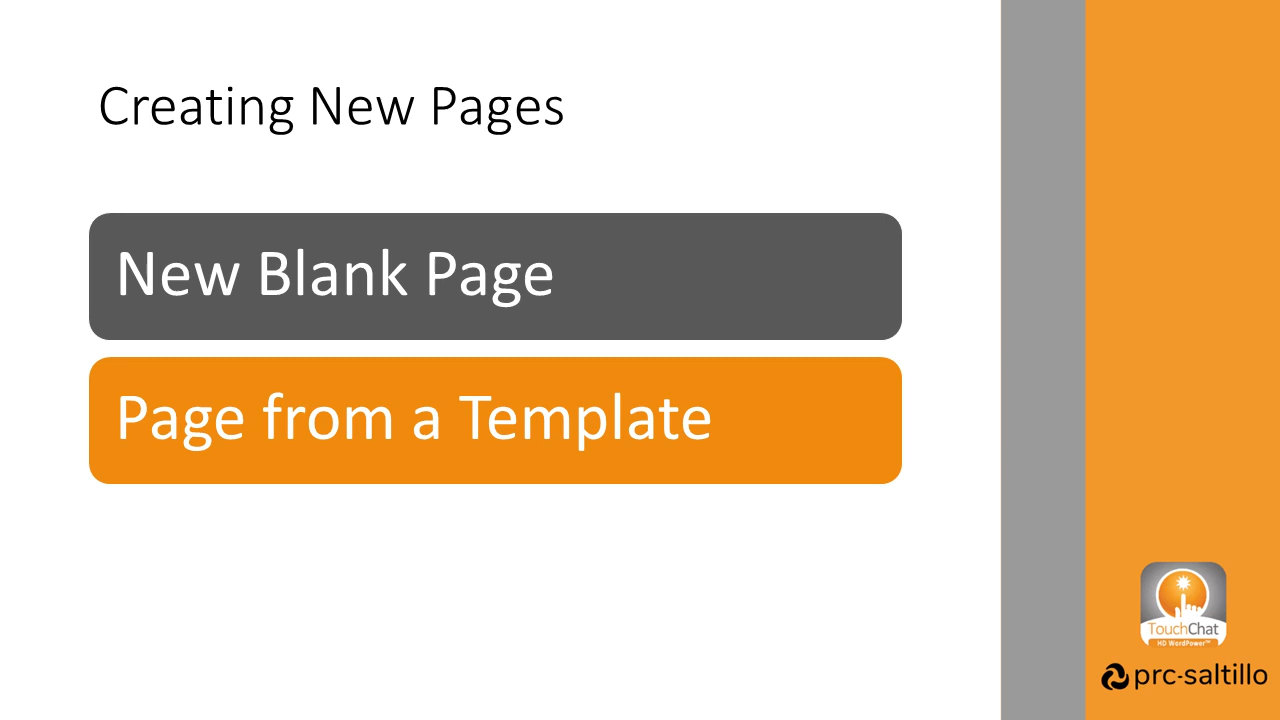 Creating New Pages
New Blank Page
Page from a Template
TouchChat
HD WordPower™
prc-saltillo